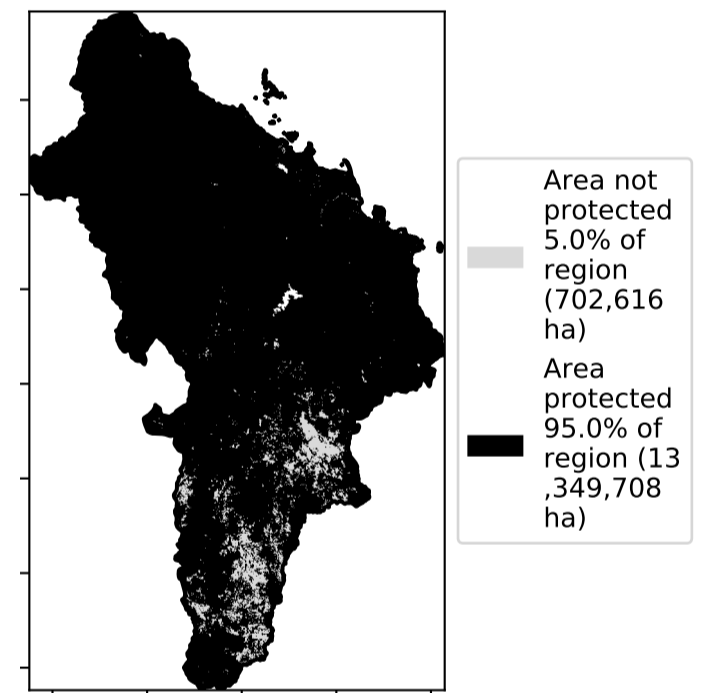 Area not
protected
5.0% of
region
(702,616
ha)
Area
protected
95.0% of
region (13
,349,708
ha)